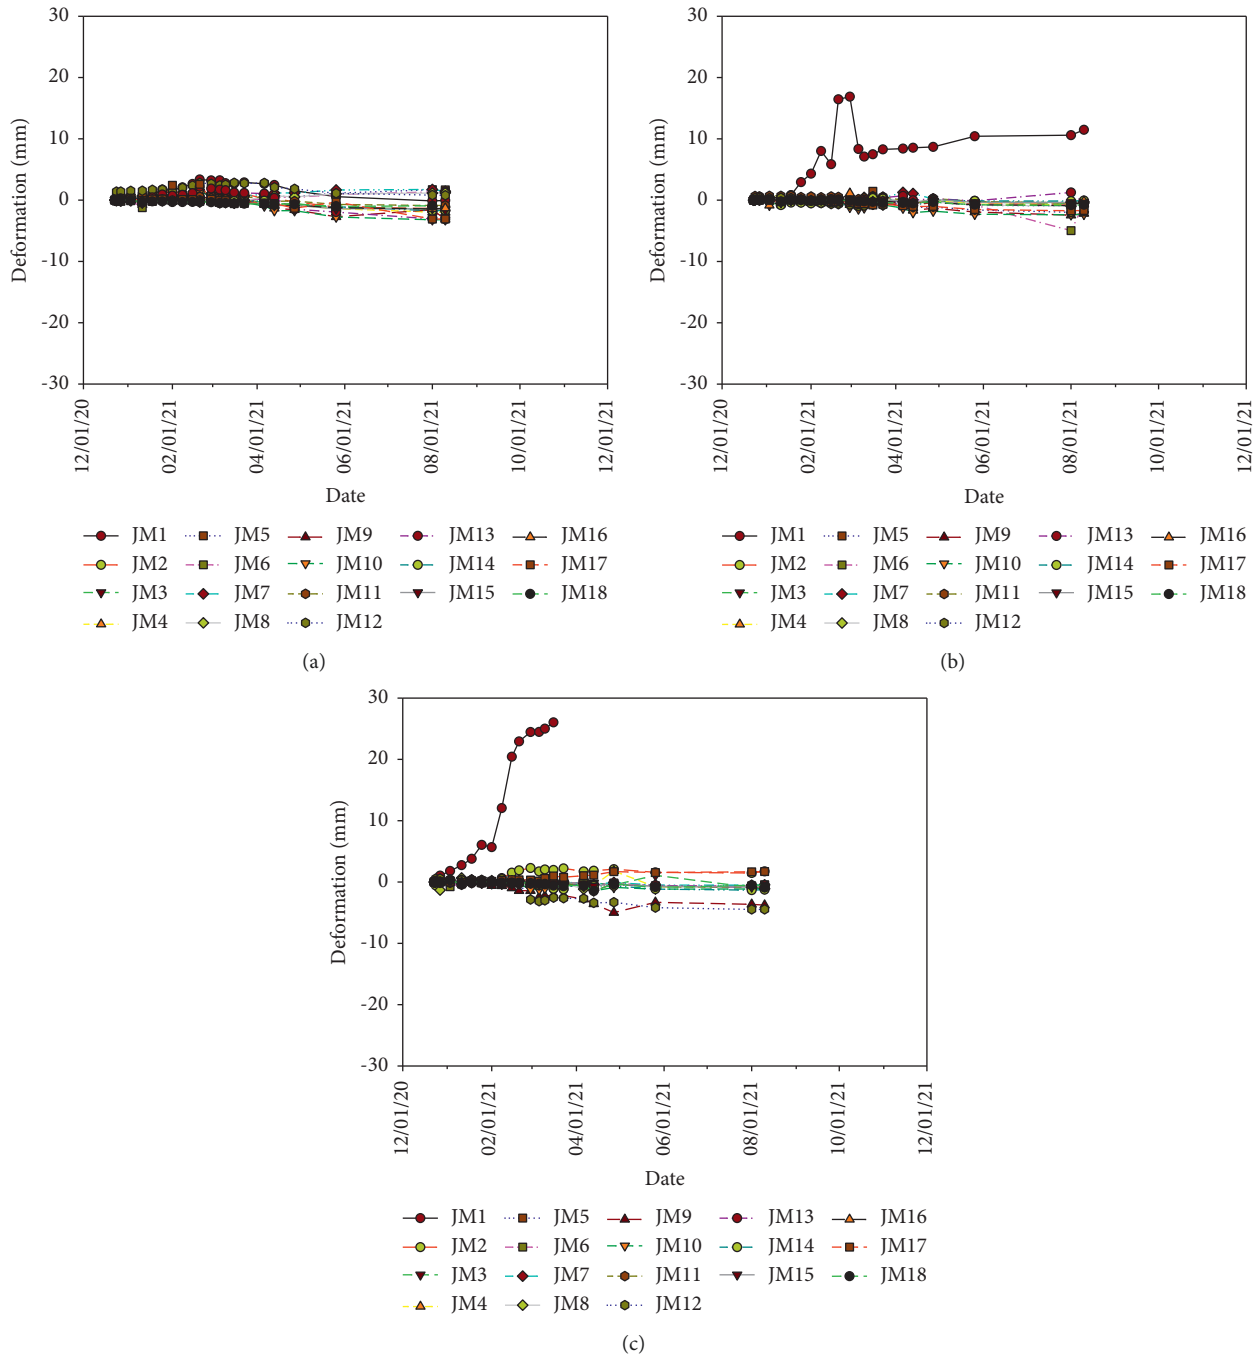 30
20
10
0
-10
-20
-30
Deformation (mm)
12/01/20
02/01/21
04/01/21
06/01/21
08/01/21
10/01/21
12/01/21
Date
JM1 JM5 JM9 JM13 JM16
JM2 JM6 JM10 JM14 JM17
JM3 JM7 JM11 JM15 JM18
JM4 JM8 JM12
(a)
30
20
10
0
-10
-20
-30
Deformation (mm)
12/01/20
02/01/21
04/01/21
06/01/21
08/01/21
10/01/21
12/01/21
Date
JM1 JM5 JM9 JM13 JM16
JM2 JM6 JM10 JM14 JM17
JM3 JM7 JM11 JM15 JM18
JM4 JM8 JM12
(b)
30
20
10
0
-10
-20
-30
Deformation (mm)
12/01/20
02/01/21
04/01/21
06/01/21
08/01/21
10/01/21
12/01/21
Date
JM1 JM5 JM9 JM13 JM16
JM2 JM6 JM10 JM14 JM17
JM3 JM7 JM11 JM15 JM18
JM4 JM8 JM12
(c)